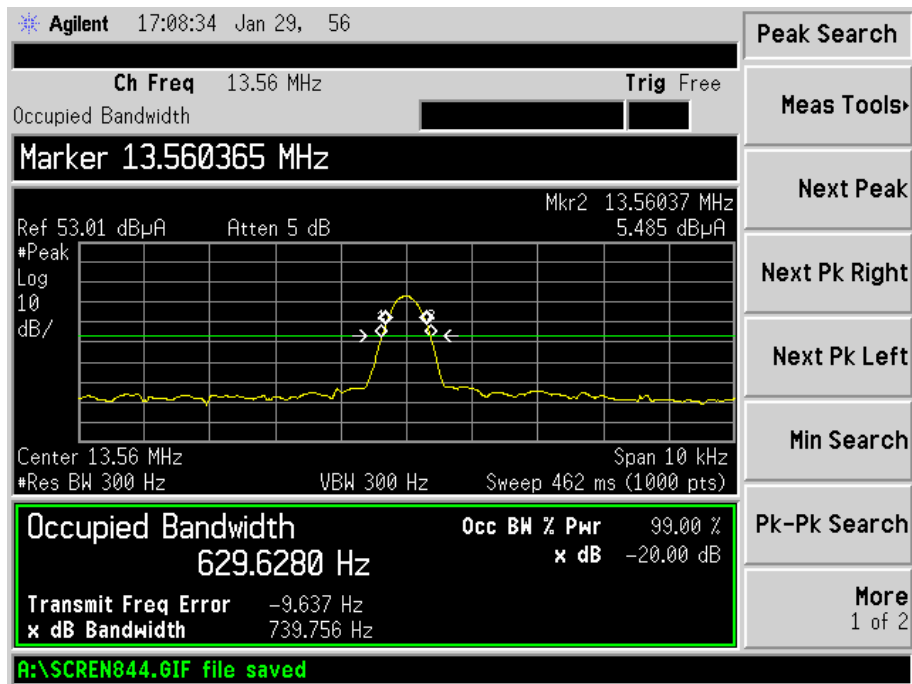 Agilent 17:08:34 Jan 29, 56
Peak Search
Ch Freq 13.56 MHz Trig Free
Occupied Bandwidth
Meas Tools
Marker 13.560365 MHz
Next Peak
Mkr2 13.56037 MHz
Ref 53.01 dBµA Atten 5 dB 5.485 dBµA
#Peak
Log
10
dB/
Next Pk Right
Next Pk Left
Center 13.56 MHz Span 10 kHz
#Res BW 300 Hz VBW 300 Hz Sweep 462 ms (1000 pts)
Min Search
Occupied Bandwidth
629.6280 Hz
Occ BW % Pwr 99.00 %
x dB -20.00 dB
Pk-Pk Search
Transmit Freq Error -9.637 Hz
x dB Bandwidth 739.756 Hz
More
1 of 2
A:\SCREN844.GIF file saved